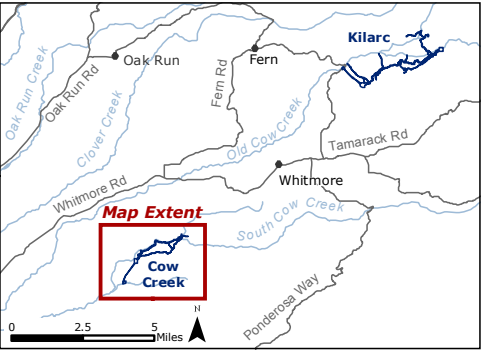 Kilarc
Oak Run
Fern
Oak Run Creek
Oak Run Rd
Fern Rd
Clover Creek
Old Cow Creek
Tamarack Rd
Whitmore
Whitmore Rd
Map Extent
South Cow Creek
Cow
Creek
Ponderosa Way
0 2.5 5
Miles
N